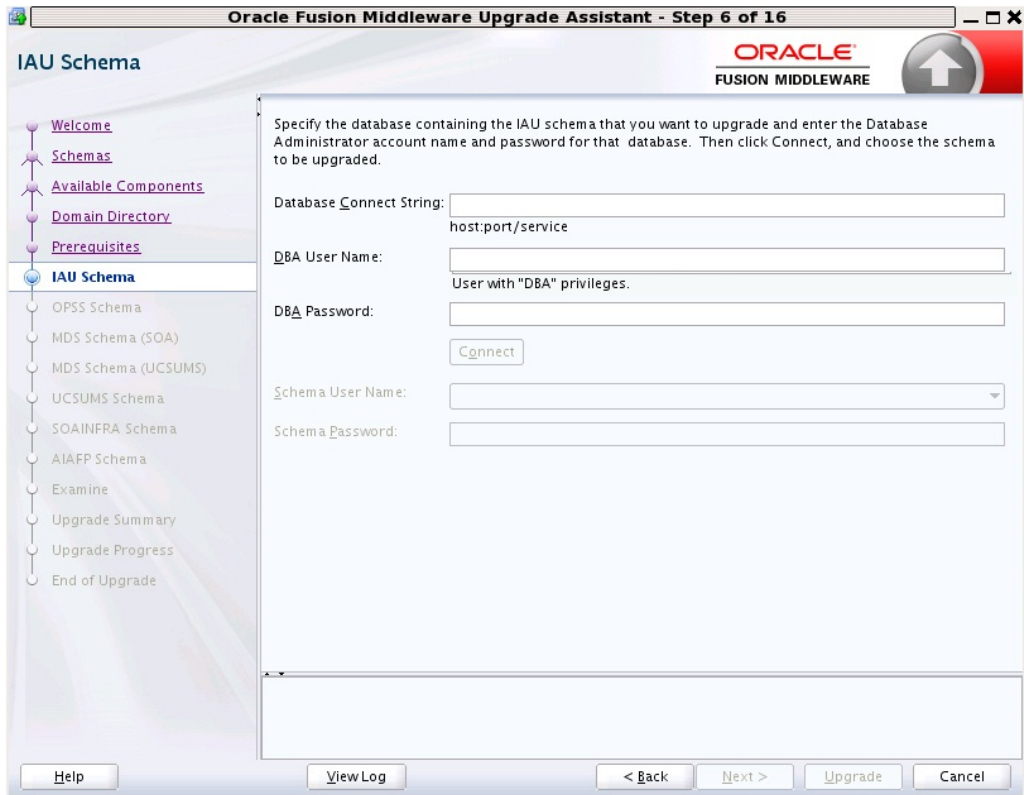 Oracle Fusion Middleware Upgrade Assistant - Step 6 of 16
IAU Schema
ORACLE
FUSION MIDDLEWARE
Welcome
Schemas
Available Components
Domain Directory
Prerequisites
IAU Schema
OPSS Schema
MDS Schema (SOA)
MDS Schema (UCSUMS)
UCSUMS Schema
SOAINFRA Schema
AIAFP Schema
Examine
Upgrade Summary
Upgrade Progress
End of Upgrade
Specify the database containing the IAU schema that you want to upgrade and enter the Database
Administrator account name and password for that database. Then click Connect, and choose the schema
to be upgraded.
Database Connect String:
host:port/service
DBA User Name:
User with "DBA" privileges.
DBA Password:
Connect
Schema User Name:
Schema Password:
Help
View Log
< Back
Next >
Upgrade
Cancel